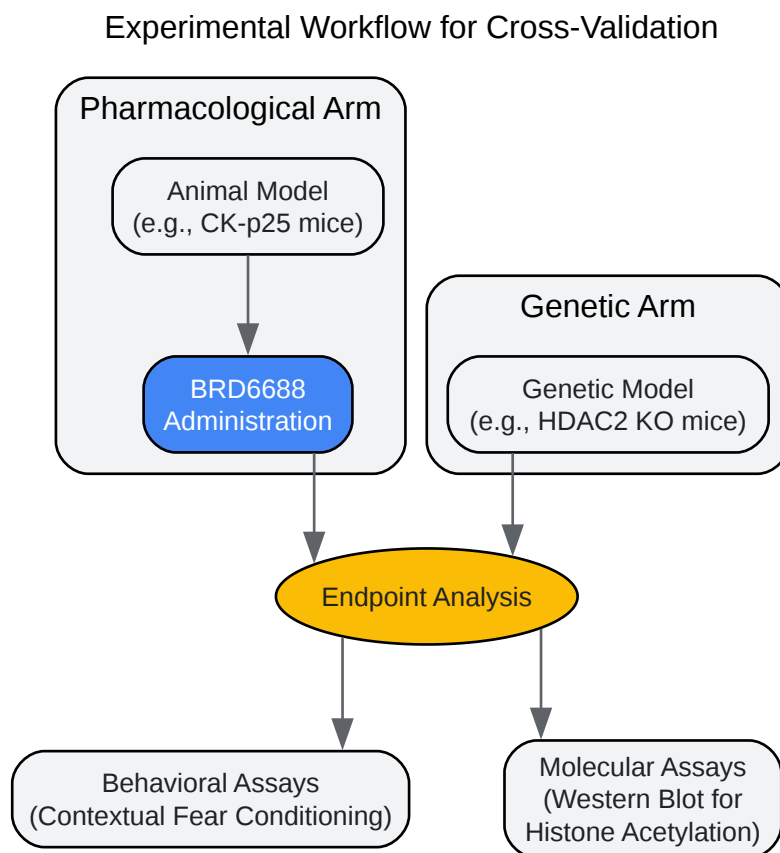 Experimental Workflow for Cross-Validation
Pharmacological Arm
Animal Model
(e.g., CK-p25 mice)
BRD6688
Administration
Genetic Arm
Genetic Model
(e.g., HDAC2 KO mice)
Endpoint Analysis
Behavioral Assays
(Contextual Fear Conditioning)
Molecular Assays
(Western Blot for
Histone Acetylation)